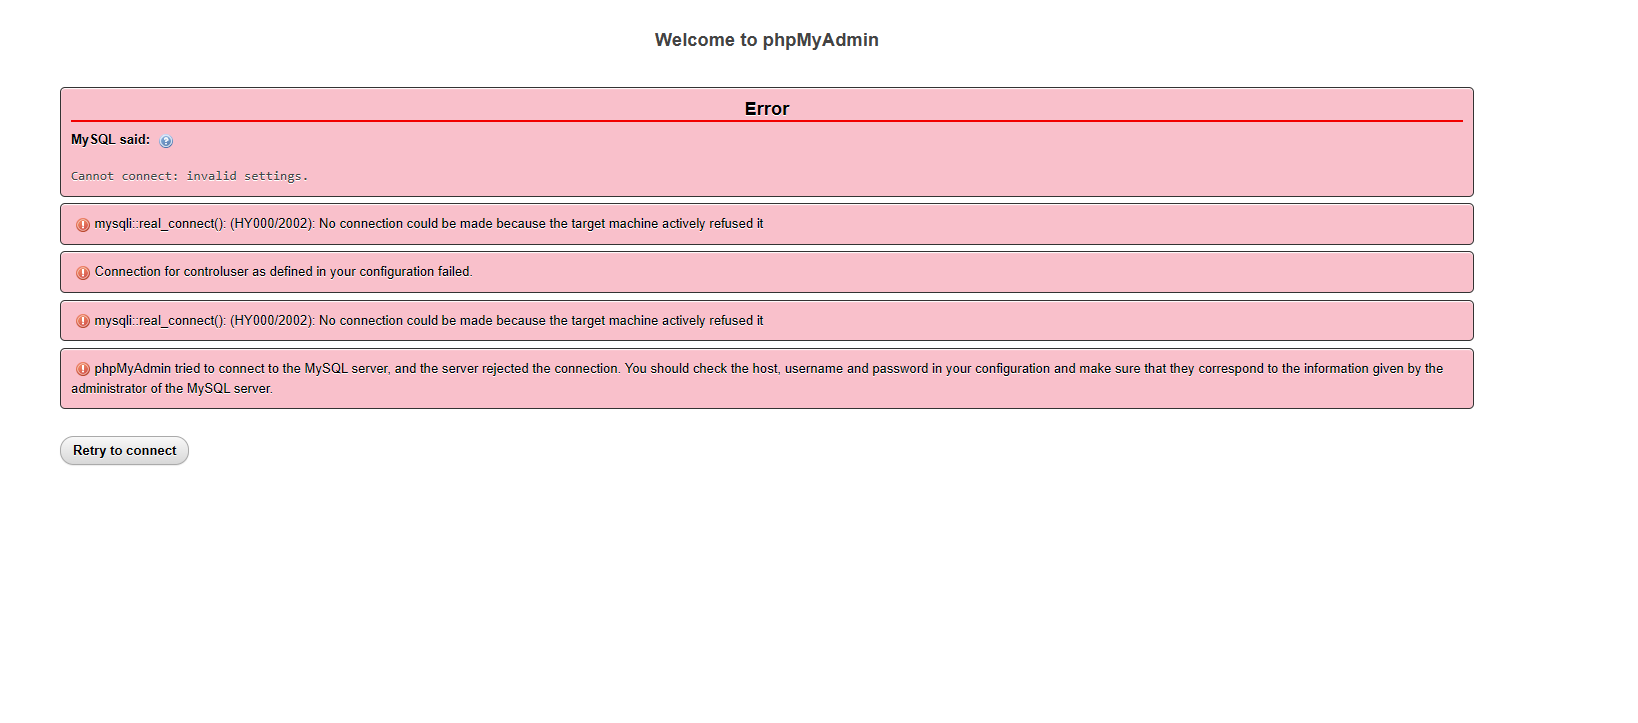 Welcome to phpMyAdmin
Error
MySQL said:
Cannot connect: invalid settings.
mysqli::real_connect(): (HY000/2002): No connection could be made because the target machine actively refused it
Connection for controluser as defined in your configuration failed.
mysqli::real_connect(): (HY000/2002): No connection could be made because the target machine actively refused it
phpMyAdmin tried to connect to the MySQL server, and the server rejected the connection. You should check the host, username and password in your configuration and make sure that they correspond to the information given by the
administrator of the MySQL server.
Retry to connect